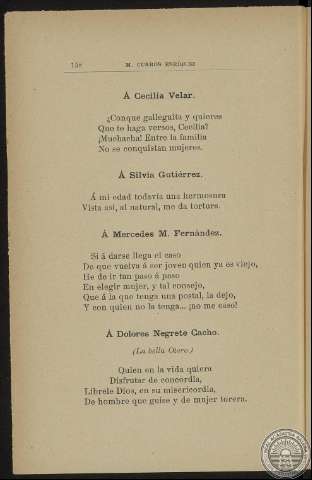 158 M. CURROS ENRÍQUEZ
Á Cecilia Velar.
¿Conque galleguita y quieres
Que te haga versos, Cecilia?
¡Muchacha! Entre la familia
No se conquistan mujeres.
Á Silvia Gutiérrez.
Á mi edad todavía una hermosura
Vista así, al natural, me da tortura.
Á Mercedes M. Fernández.
Si á darse llega el caso
De que vuelva á ser joven quien ya es viejo,
He de ir tan paso á paso
En elegir mujer, y tal consejo,
Que á la que tenga una postal, la dejo,
Y con quien no la tenga... ¡no me caso!
Á Dolores Negrete Cacho.
(La bella Otero.)
Quien en la vida quiera
Disfrutar de concordia,
Líbrele Dios, en su misericordia,
De hombre que guise y de mujer torera.